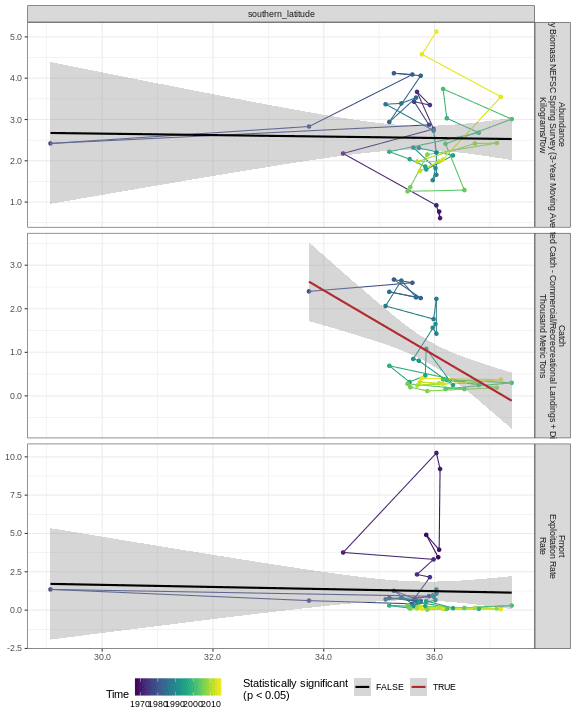 southern_latitude
5.0
4.0
3.0
2.0
1.0
Abundance
Biomass NEFSC Spring Survey (3-Year Moving Ave
Kilograms/Tow
3.0
2.0
1.0
0.0
Catch
Catch - Commercial/Recreational Landings +
Thousand Metric Tons
10.0
7.5
5.0
2.5
0.0
-2.5
Fmort
Exploitation Rate
Rate
30.0 32.0 34.0 36.0
Time
1970 1980 1990 2000 2010
Statistically significant
(p < 0.05)
FALSE TRUE